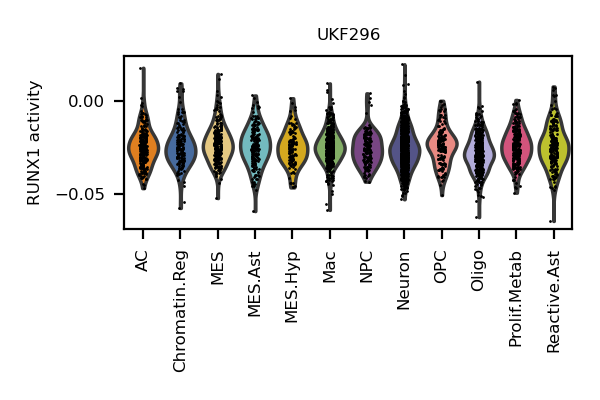 UKF296
RUNX1 activity
0.00
−0.05
AC
Chromatin.Reg
MES
MES.Ast
MES.Hyp
Mac
NPC
Neuron
OPC
Oligo
Prolif.Metab
Reactive.Ast